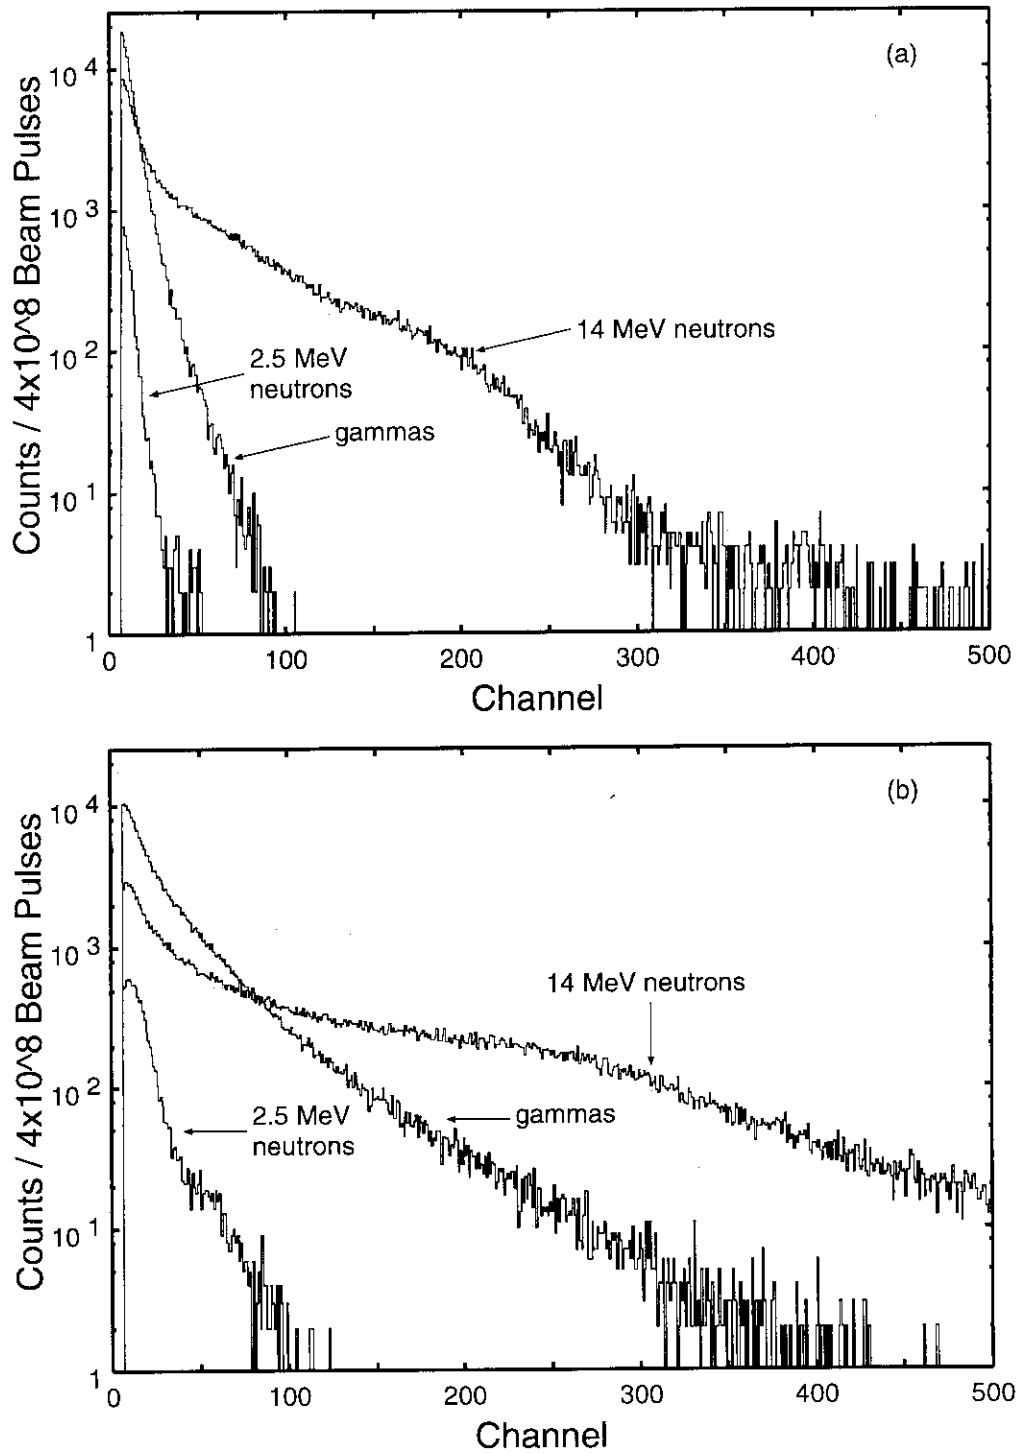 (a)
Counts / 4x10^8 Beam Pulses
10 4
10 3
10 2
10 1
1
14 MeV neutrons
2.5 MeV
neutrons
gammas
0
100
200
300
400
500
Channel
(b)
Counts / 4x10^8 Beam Pulses
10 4
10 3
10 2
10 1
1
14 MeV neutrons
2.5 MeV
neutrons
gammas
0
100
200
300
400
500
Channel